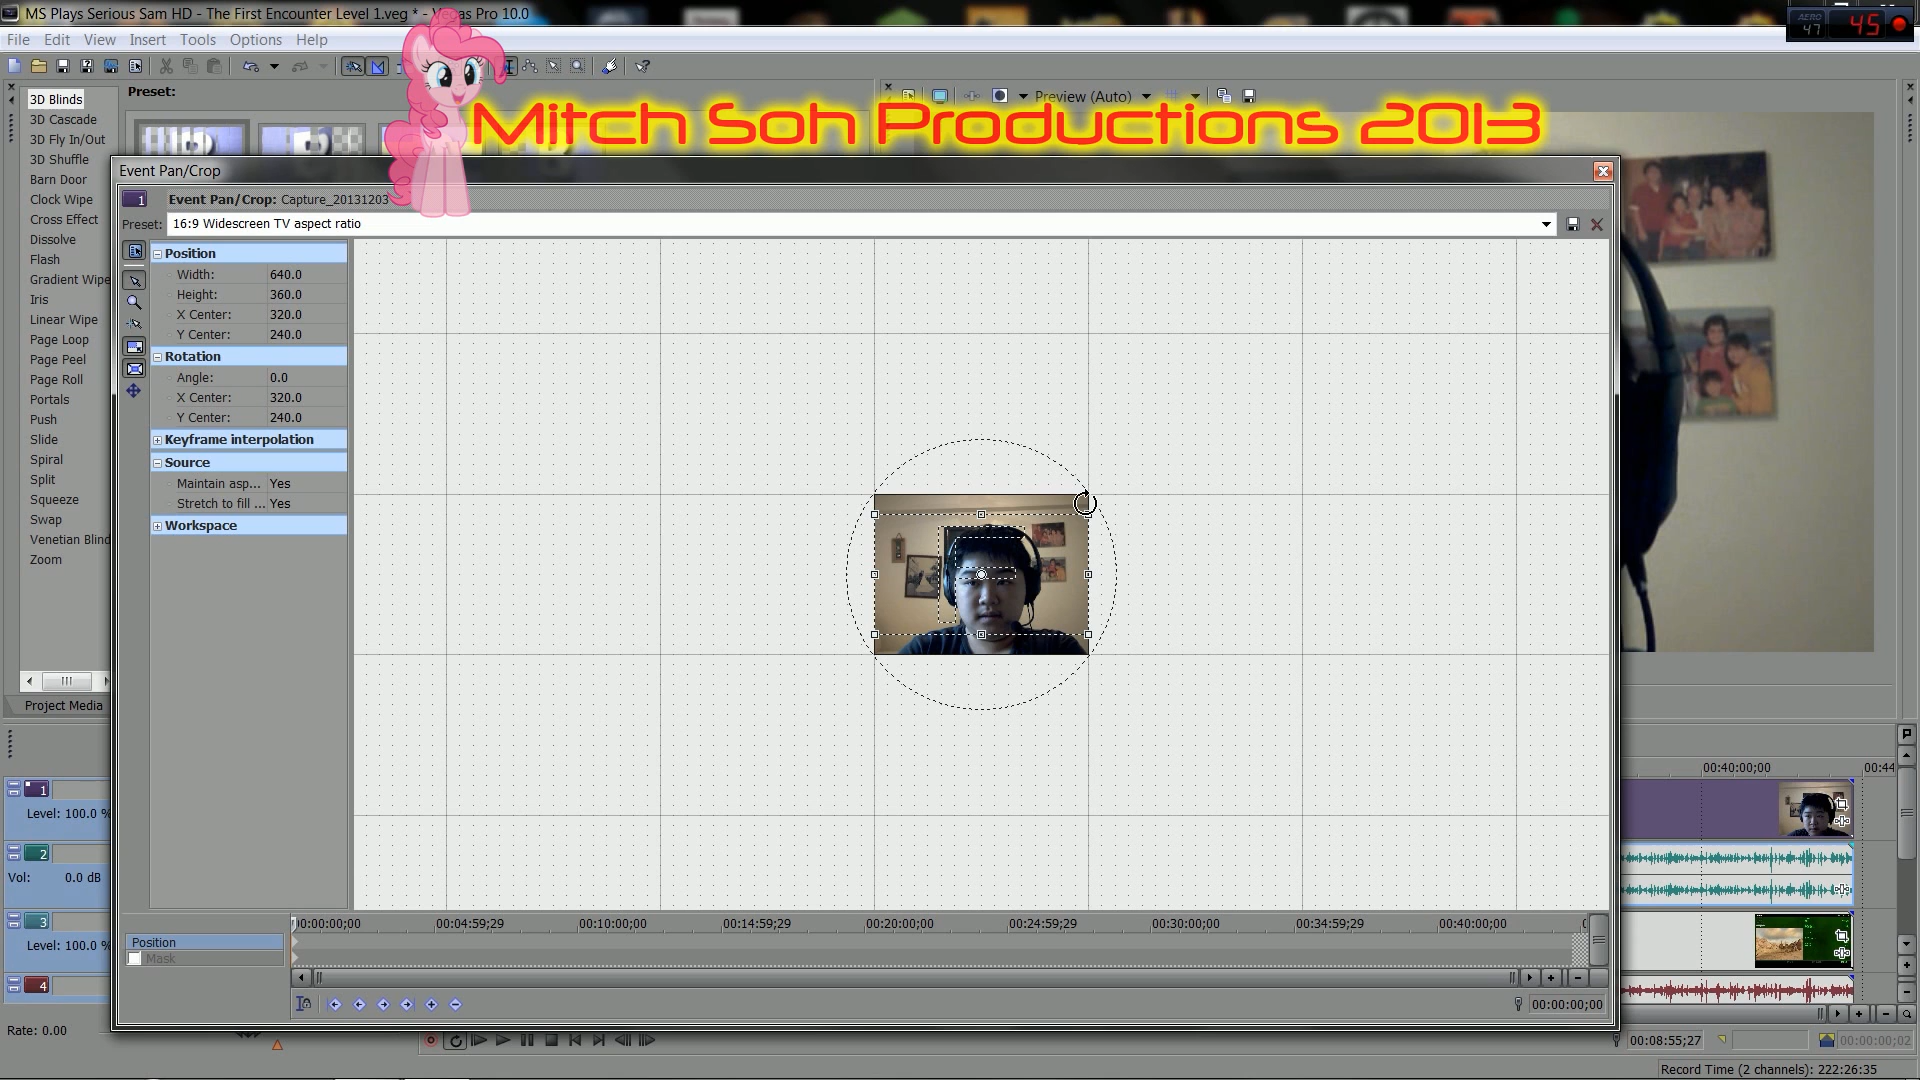 MS Plays Serious Sam HD - The First Encounter Level 1.veg * - Vegas Pro 10.0
AERO
47
45
File Edit View Insert Tools Options Help
Preset:
Preview (Auto)
Mitch Soh Productions 2013
3D Blinds
3D Cascade
3D Fly In/Out
3D Shuffle
Barn Door
Clock Wipe
Cross Effect
Dissolve
Flash
Gradient Wipe
Iris
Linear Wipe
Page Loop
Page Peel
Page Roll
Portals
Push
Slide
Spiral
Split
Squeeze
Swap
Venetian Blind
Zoom
Project Media
Event Pan/Crop
1
Event Pan/Crop: Capture_20131203
Preset: 16:9 Widescreen TV aspect ratio
Position
Width: 640.0
Height: 360.0
X Center: 320.0
Y Center: 240.0
Rotation
Angle: 0.0
X Center: 320.0
Y Center: 240.0
Keyframe interpolation
Source
Maintain asp... Yes
Stretch to fill ... Yes
Workspace
00:00:00;00 00:04:59;29 00:10:00;00 00:14:59;29 00:20:00;00 00:24:59;29 00:30:00;00 00:34:59;29 00:40:00;00
Position
Mask
00:00:00;00
00:40:00;00 00:44
1
Level: 100.0 %
2
Vol: 0.0 dB
3
Level: 100.0 %
4
Rate: 0.00
00:08:55;27
00:00:00;02
Record Time (2 channels): 222:26:35